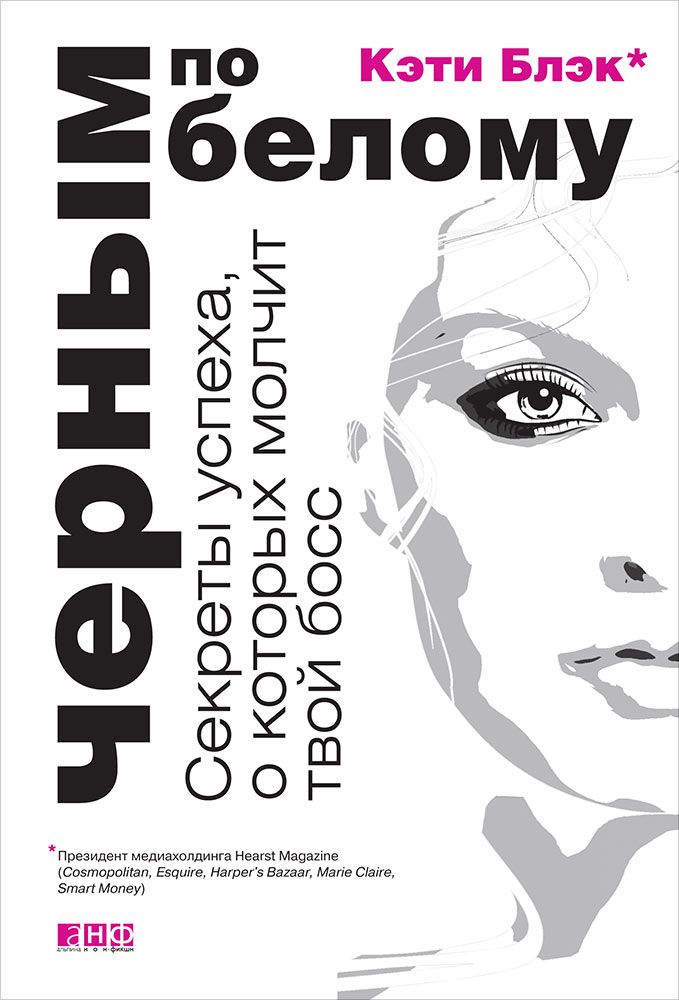 Кэти Блэк*
черным
по
белому
Секреты успеха,
о которых молчит
твой босс
*Президент медиахолдинга Hearst Magazine
(Cosmopolitan, Esquire, Harper's Bazaar, Marie Claire,
Smart Money)
анф
альпина нон-фикшн